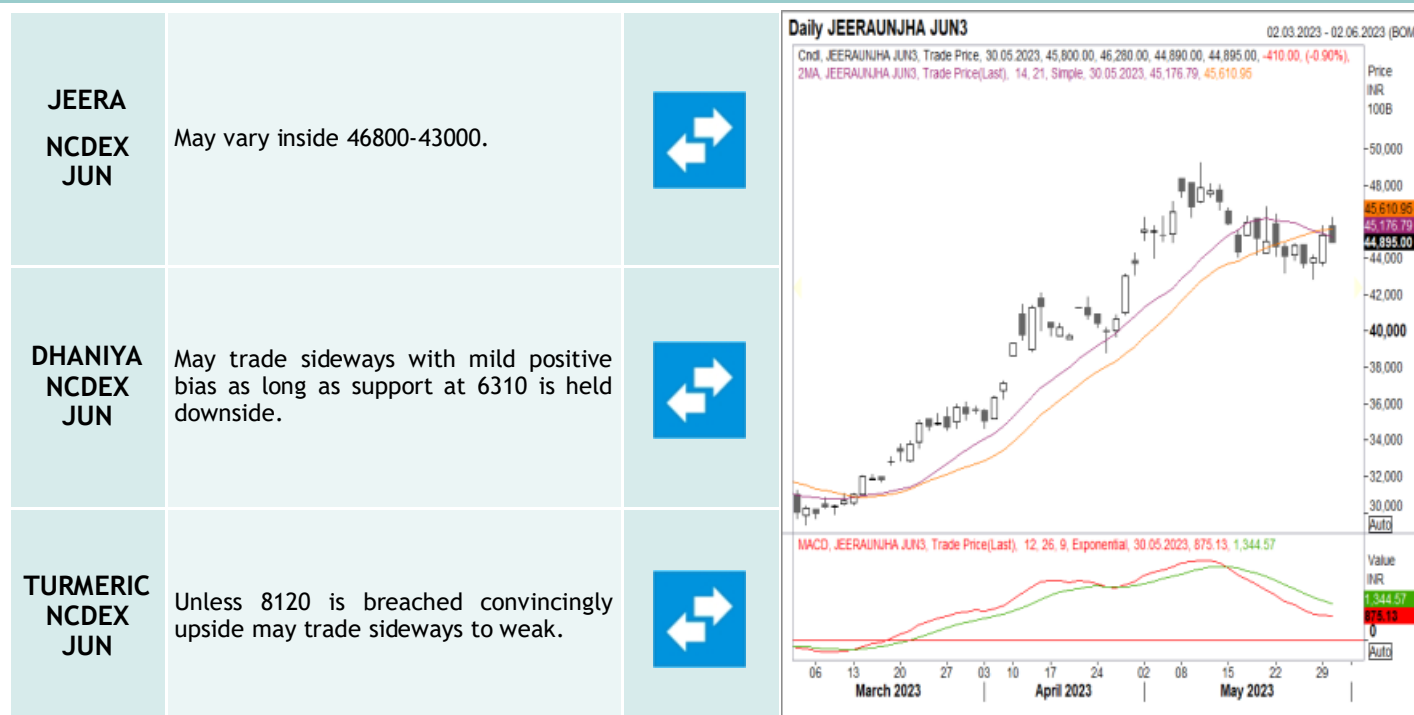 JEERA
NCDEX
JUN
May vary inside 46800-43000.
DHANIYA
NCDEX
JUN
May trade sideways with mild positive
bias as long as support at 6310 is held
downside.
TURMERIC
NCDEX
JUN
Unless 8120 is breached convincingly
upside may trade sideways to weak.
Daily JEERAUNJHA JUN3
02.03.2023 - 02.06.2023 (BOM
Cndl, JEERAUNJHA JUN3, Trade Price, 30.05.2023, 45,800.00, 46,280.00, 44,890.00, 44,895.00, -410.00, (-0.90%),
2MA, JEERAUNJHA JUN3, Trade Price(Last), 14, 21, Simple, 30.05.2023, 45,176.79, 45,610.95
Price
INR
100B
50,000
48,000
45,610.95
45,176.79
44,895.00
44,000
42,000
40,000
38,000
36,000
34,000
32,000
30,000
Auto
MACD, JEERAUNJHA JUN3, Trade Price(Last), 12, 26, 9, Exponential, 30.05.2023, 875.13, 1,344.57
Value
INR
1,344.57
875.13
0
Auto
06 13 20 27 03 10 17 24 02 08 15 22 29
March 2023 April 2023 May 2023